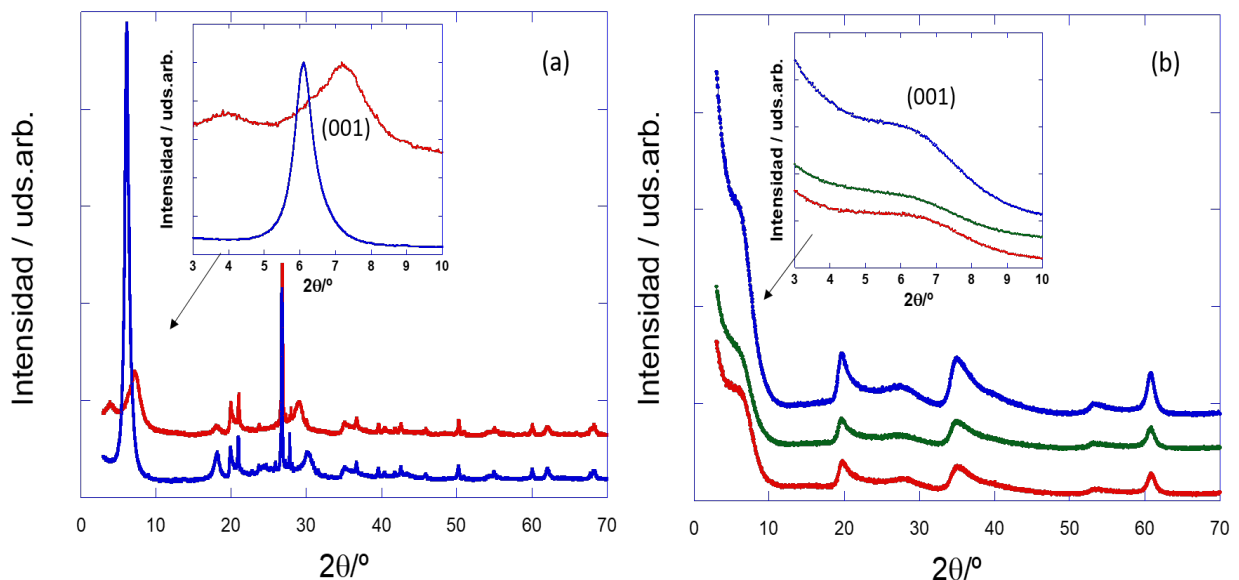 (a)
Intensidad / uds.arb.
Intensidad / uds.arb.
(001)
3 4 5 6 7 8 9 10
2θ/º
0 10 20 30 40 50 60 70
2θ/º
(b)
Intensidad / uds.arb.
Intensidad / uds.arb.
(001)
3 4 5 6 7 8 9 10
2θ/º
0 10 20 30 40 50 60 70
2θ/º